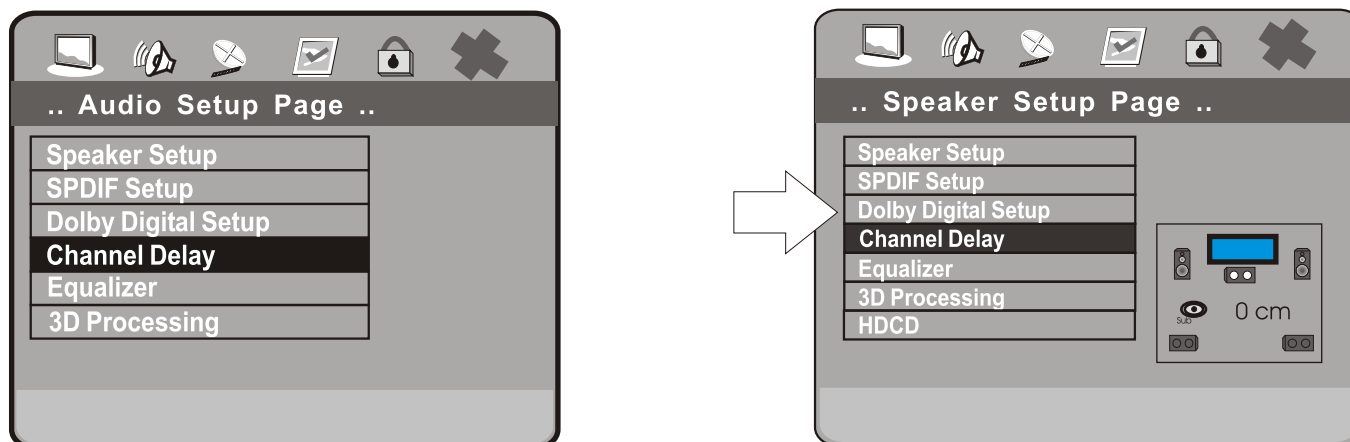 .. Audio Setup Page ..
Speaker Setup
SPDIF Setup
Dolby Digital Setup
Channel Delay
Equalizer
3D Processing
.. Speaker Setup Page ..
Speaker Setup
SPDIF Setup
Dolby Digital Setup
Channel Delay
Equalizer
3D Processing
HDCD
Sub
0 cm